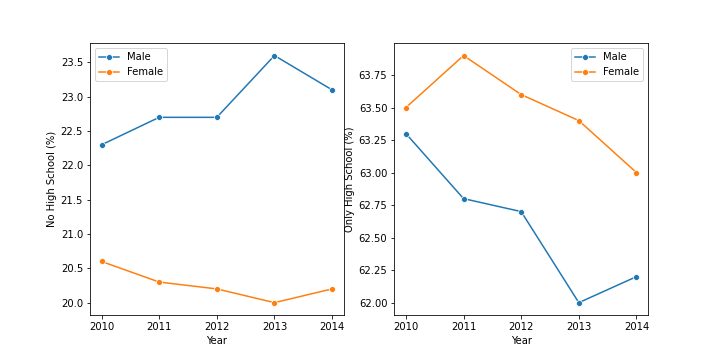 Male
Female
23.5
23.0
22.5
22.0
21.5
21.0
20.5
20.0
No High School (%)
2010 2011 2012 2013 2014
Year
Male
Female
63.75
63.50
63.25
63.00
62.75
62.50
62.25
62.00
Only High School (%)
2010 2011 2012 2013 2014
Year